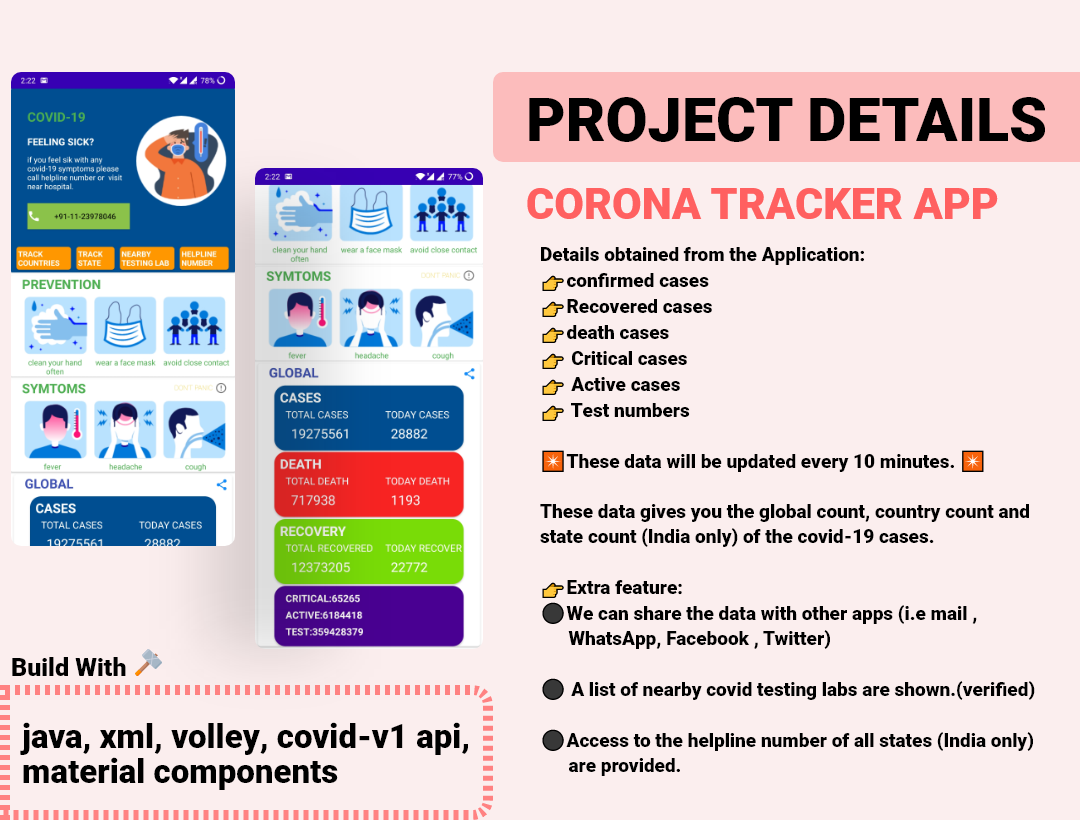 2:22 78%
COVID-19
FEELING SICK?
if you feel sik with any
covid-19 symptoms please
call helpline number or visit
near hospital.
+91-11-23978046
TRACK COUNTRIES
TRACK STATE
NEARBY TESTING LAB
HELPLINE NUMBER
PREVENTION
clean your hand often
wear a face mask
avoid close contact
SYMTOMS
DONT PANIC
fever
headache
cough
GLOBAL
CASES
TOTAL CASES TODAY CASES
19275561 28882
2:22 77%
clean your hand often
wear a face mask
avoid close contact
SYMTOMS
DONT PANIC
fever
headache
cough
GLOBAL
CASES
TOTAL CASES TODAY CASES
19275561 28882
DEATH
TOTAL DEATH TODAY DEATH
717938 1193
RECOVERY
TOTAL RECOVERED TODAY RECOVER
12373205 22772
CRITICAL:65265
ACTIVE:6184418
TEST:359428379
Build With
java, xml, volley, covid-v1 api,
material components
PROJECT DETAILS
CORONA TRACKER APP
Details obtained from the Application:
👉confirmed cases
👉Recovered cases
👉death cases
👉 Critical cases
👉 Active cases
👉 Test numbers
These data will be updated every 10 minutes.
These data gives you the global count, country count and
state count (India only) of the covid-19 cases.
👉Extra feature:
⚫We can share the data with other apps (i.e mail ,
WhatsApp, Facebook , Twitter)
⚫ A list of nearby covid testing labs are shown.(verified)
⚫Access to the helpline number of all states (India only)
are provided.